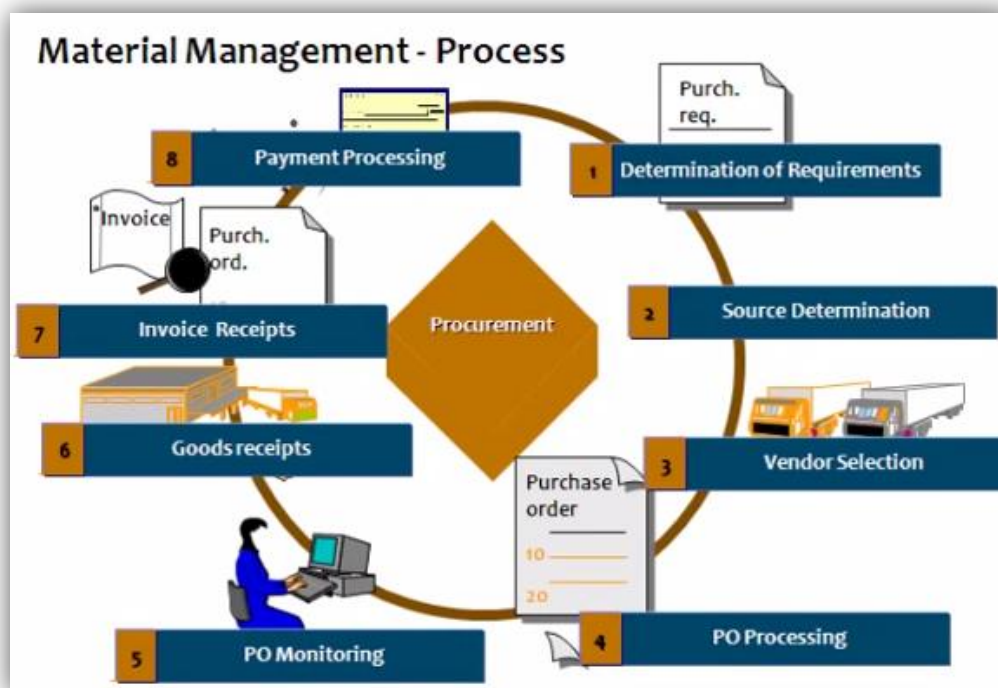 Material Management - Process
Purch.
req.
1 Determination of Requirements
2 Source Determination
3 Vendor Selection
Purchase
order
10
20
4 PO Processing
5 PO Monitoring
6 Goods receipts
Invoice
Purch.
ord.
7 Invoice Receipts
8 Payment Processing
Procurement